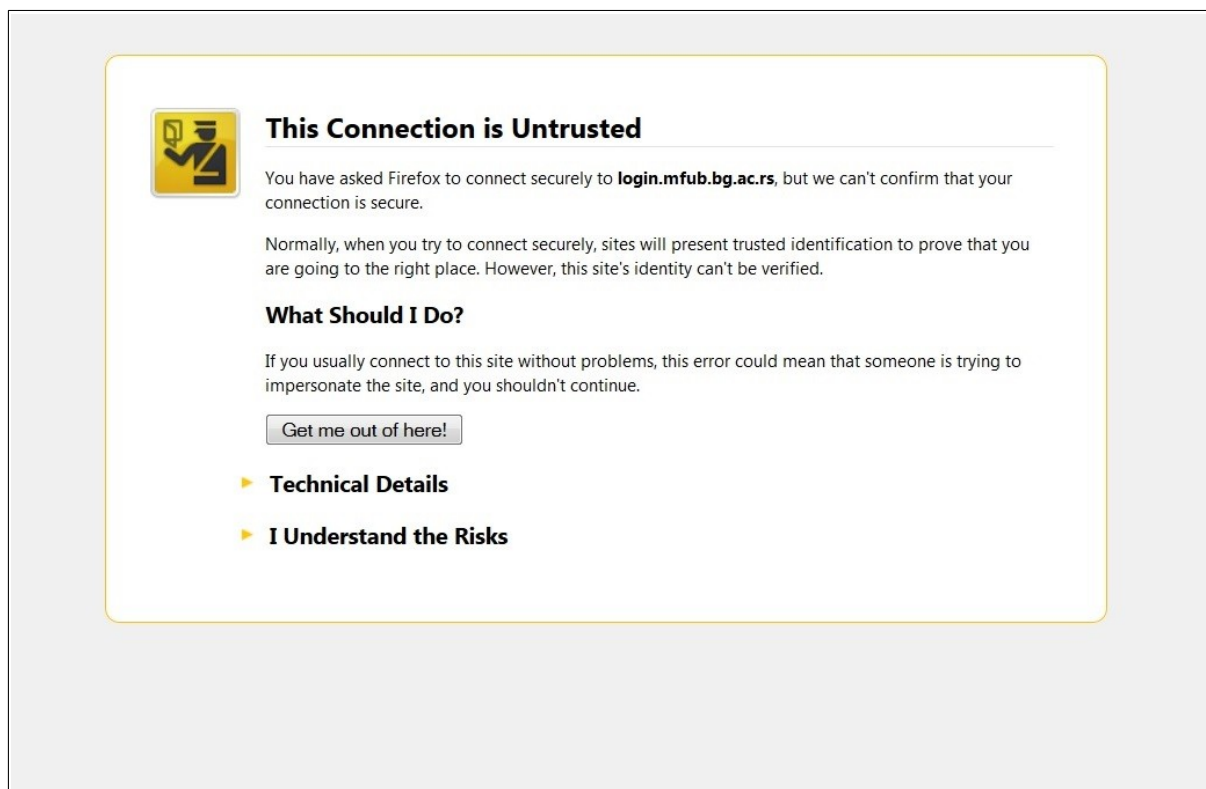 This Connection is Untrusted
You have asked Firefox to connect securely to login.mfub.bg.ac.rs, but we can't confirm that your
connection is secure.
Normally, when you try to connect securely, sites will present trusted identification to prove that you
are going to the right place. However, this site's identity can't be verified.
What Should I Do?
If you usually connect to this site without problems, this error could mean that someone is trying to
impersonate the site, and you shouldn't continue.
Get me out of here!
Technical Details
I Understand the Risks